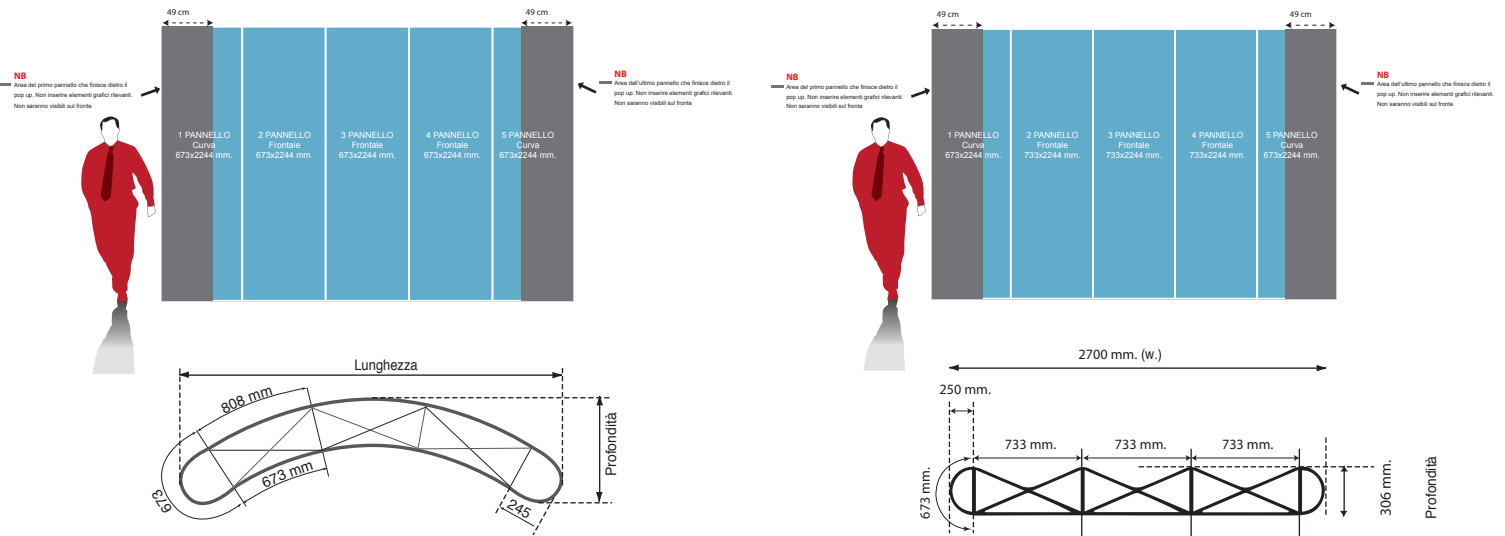 49 cm
49 cm
NB
Area del primo pannello che finisce dietro il
pop up. Non inserire elementi grafici rilevanti.
Non saranno visibili sul fronte
NB
Area dell'ultimo pannello che finisce dietro il
pop up. Non inserire elementi grafici rilevanti.
Non saranno visibili sul fronte
1 PANNELLO
Curva
673x2244 mm.
2 PANNELLO
Frontale
673x2244 mm.
3 PANNELLO
Frontale
673x2244 mm.
4 PANNELLO
Frontale
673x2244 mm.
5 PANNELLO
Curva
673x2244 mm.
Lunghezza
808 mm
673 mm
673
245
Profondità
49 cm
49 cm
NB
Area del primo pannello che finisce dietro il
pop up. Non inserire elementi grafici rilevanti.
Non saranno visibili sul fronte
NB
Area dell'ultimo pannello che finisce dietro il
pop up. Non inserire elementi grafici rilevanti.
Non saranno visibili sul fronte
1 PANNELLO
Curva
673x2244 mm.
2 PANNELLO
Frontale
733x2244 mm.
3 PANNELLO
Frontale
733x2244 mm.
4 PANNELLO
Frontale
733x2244 mm.
5 PANNELLO
Curva
673x2244 mm.
2700 mm. (w.)
250 mm.
733 mm.
733 mm.
733 mm.
673 mm.
306 mm.
Profondità